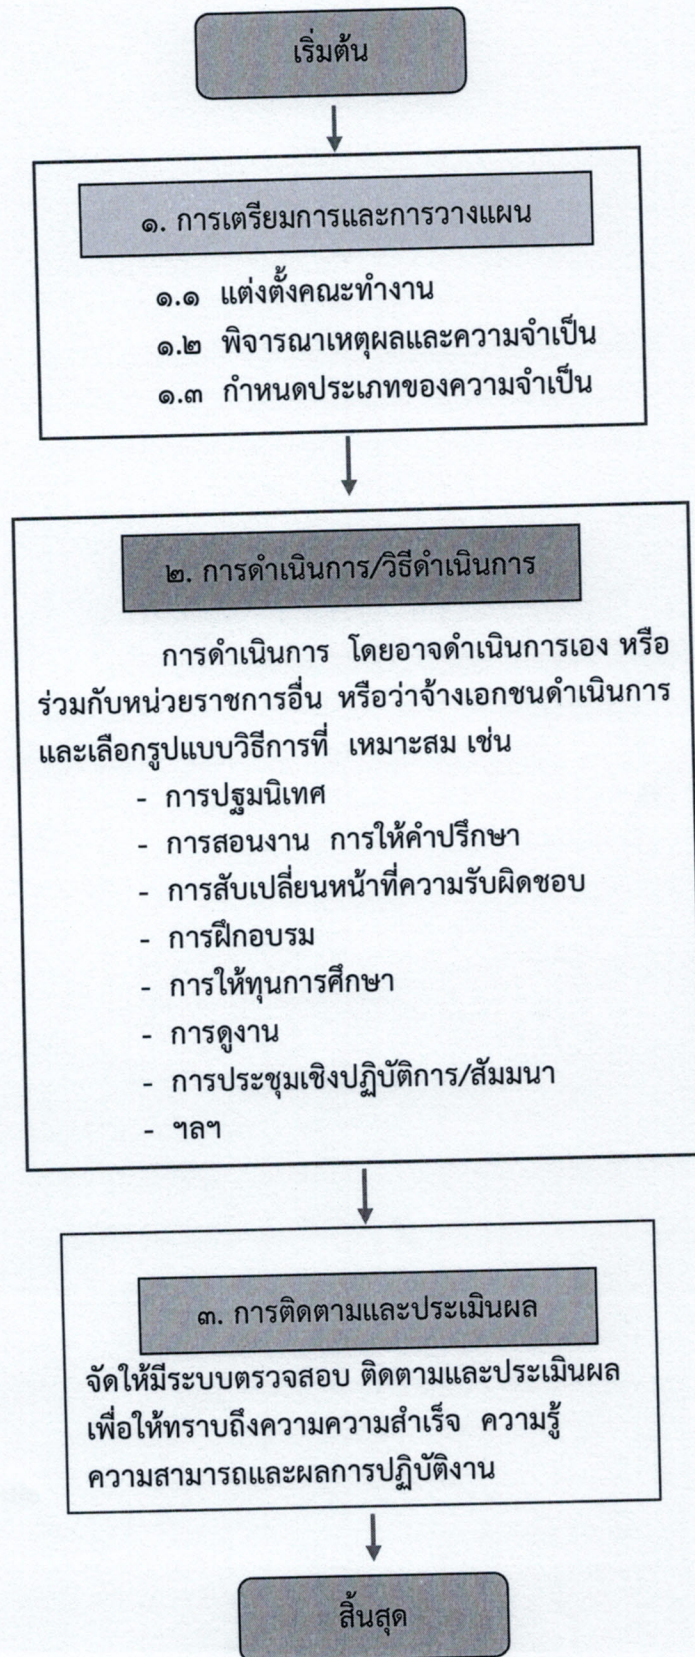 เริ่มต้น
๑. การเตรียมการและการวางแผน
๑.๑ แต่งตั้งคณะทำงาน
๑.๒ พิจารณาเหตุผลและความจำเป็น
๑.๓ กำหนดประเภทของความจำเป็น
๒. การดำเนินการ/วิธีดำเนินการ
การดำเนินการ โดยอาจดำเนินการเอง หรือ
ร่วมกับหน่วยราชการอื่น หรือว่าจ้างเอกชนดำเนินการ
และเลือกรูปแบบวิธีการที่ เหมาะสม เช่น
- การปฐมนิเทศ
- การสอนงาน การให้คำปรึกษา
- การสับเปลี่ยนหน้าที่ความรับผิดชอบ
- การฝึกอบรม
- การให้ทุนการศึกษา
- การดูงาน
- การประชุมเชิงปฏิบัติการ/สัมมนา
- ฯลฯ
๓. การติดตามและประเมินผล
จัดให้มีระบบตรวจสอบ ติดตามและประเมินผล
เพื่อให้ทราบถึงความความสำเร็จ ความรู้
ความสามารถและผลการปฏิบัติงาน
สิ้นสุด